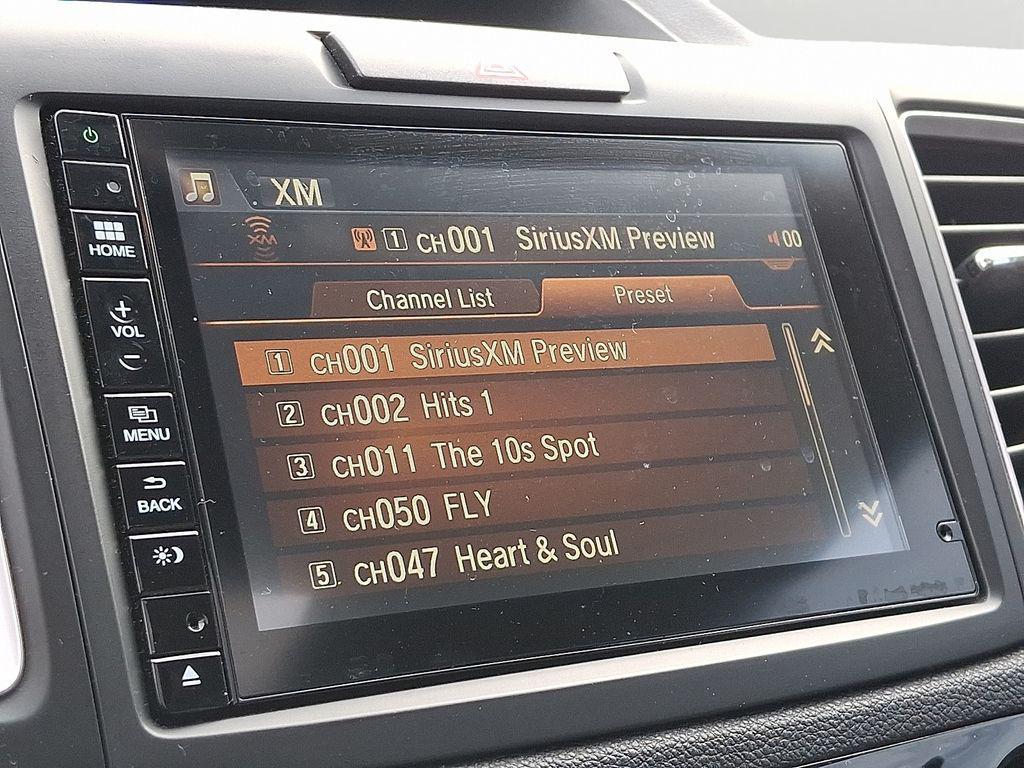 XM
XM
1 CH001 SiriusXM Preview 00
Channel List Preset
1 CH001 SiriusXM Preview
2 CH002 Hits 1
3 CH011 The 10s Spot
4 CH050 FLY
5 CH047 Heart & Soul
HOME
+
VOL
−
MENU
BACK